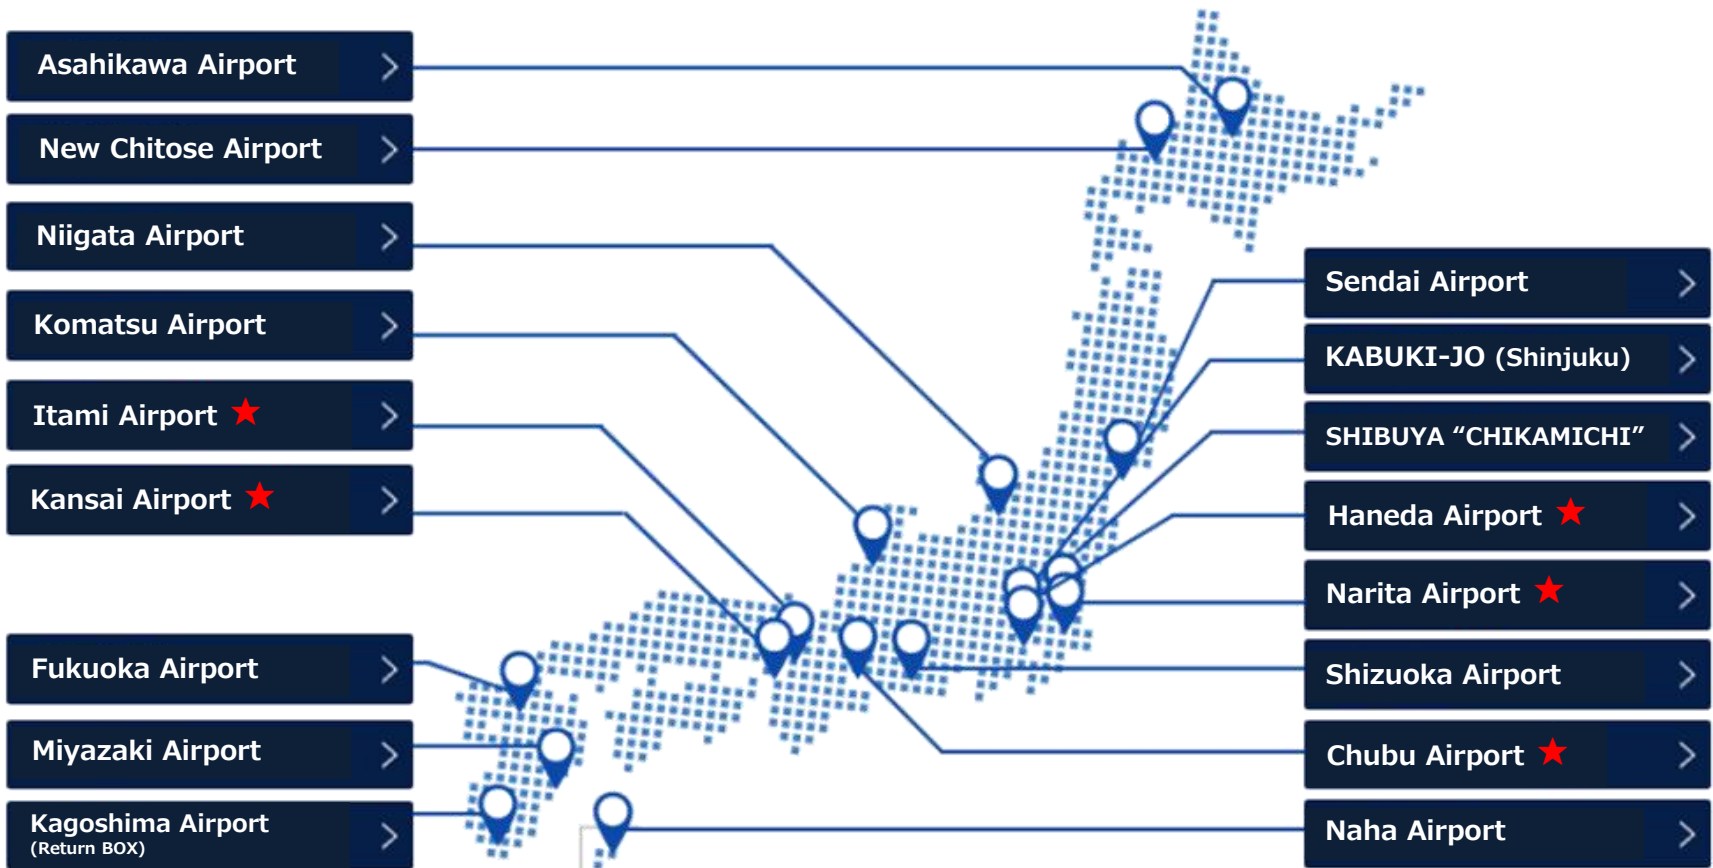 Asahikawa Airport
New Chitose Airport
Niigata Airport
Komatsu Airport
Itami Airport ★
Kansai Airport ★
Fukuoka Airport
Miyazaki Airport
Kagoshima Airport
(Return BOX)
Sendai Airport
KABUKI-JO (Shinjuku)
SHIBUYA “CHIKAMICHI”
Haneda Airport ★
Narita Airport ★
Shizuoka Airport
Chubu Airport ★
Naha Airport